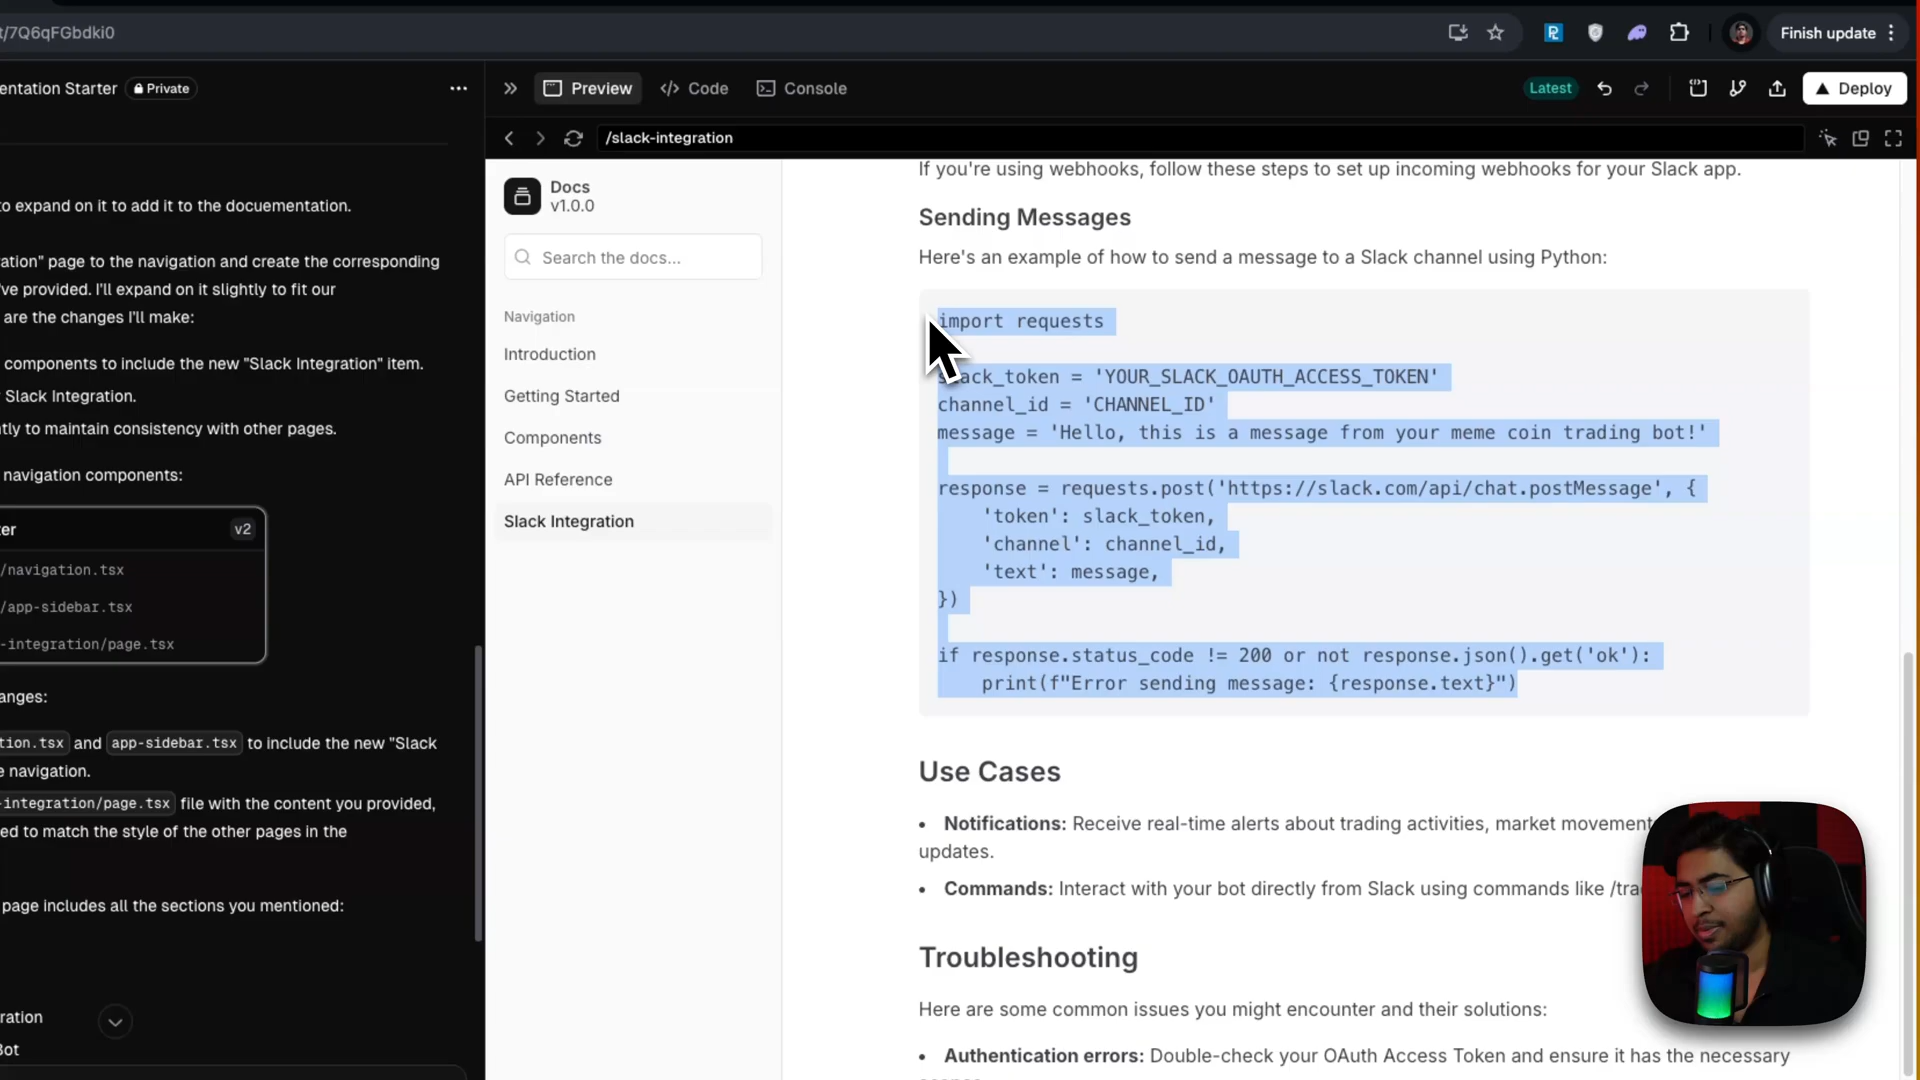 t/7Q6qFGbdki0
Finish update
entation Starter
Private
Preview
Code
Console
Latest
Deploy
/slack-integration
to expand on it to add it to the docuementation.
ration" page to the navigation and create the corresponding
've provided. I'll expand on it slightly to fit our
are the changes I'll make:
components to include the new "Slack Integration" item.
Slack Integration.
ntly to maintain consistency with other pages.
navigation components:
ter
v2
/navigation.tsx
/app-sidebar.tsx
-integration/page.tsx
anges:
tion.tsx and app-sidebar.tsx to include the new "Slack
e navigation.
-integration/page.tsx file with the content you provided,
ed to match the style of the other pages in the
page includes all the sections you mentioned:
ration
Bot
Docs
v1.0.0
Search the docs...
Navigation
Introduction
Getting Started
Components
API Reference
Slack Integration
If you're using webhooks, follow these steps to set up incoming webhooks for your Slack app.
Sending Messages
Here's an example of how to send a message to a Slack channel using Python:
import requests
slack_token = 'YOUR_SLACK_OAUTH_ACCESS_TOKEN'
channel_id = 'CHANNEL_ID'
message = 'Hello, this is a message from your meme coin trading bot!'
response = requests.post('https://slack.com/api/chat.postMessage', {
'token': slack_token,
'channel': channel_id,
'text': message,
})
if response.status_code != 200 or not response.json().get('ok'):
print(f"Error sending message: {response.text}")
Use Cases
• Notifications: Receive real-time alerts about trading activities, market movement
updates.
• Commands: Interact with your bot directly from Slack using commands like /tra
Troubleshooting
Here are some common issues you might encounter and their solutions:
• Authentication errors: Double-check your OAuth Access Token and ensure it has the necessary